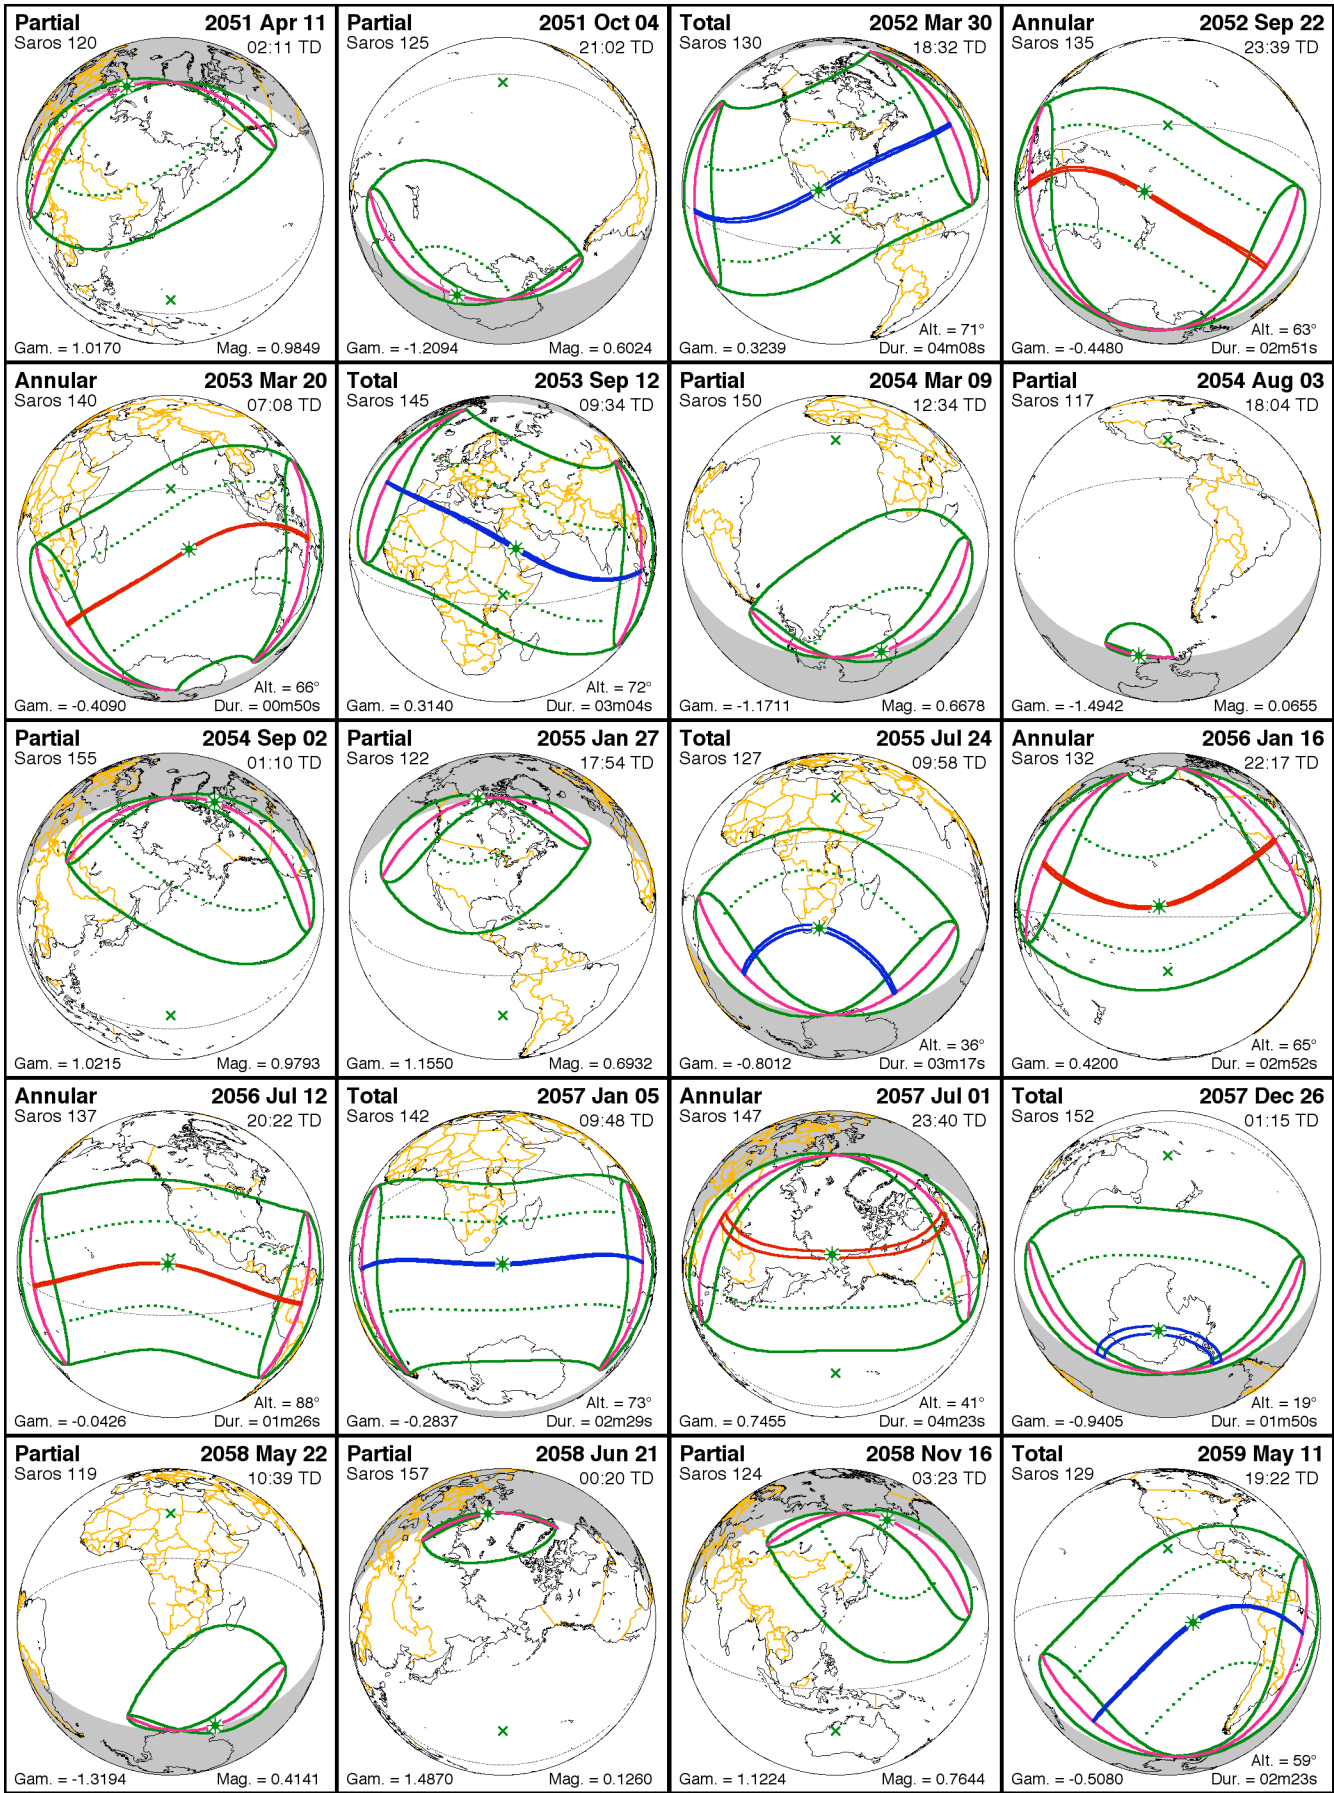 Partial 2051 Apr 11
Saros 120 02:11 TD
Gam. = 1.0170 Mag. = 0.9849
Partial 2051 Oct 04
Saros 125 21:02 TD
Gam. = -1.2094 Mag. = 0.6024
Total 2052 Mar 30
Saros 130 18:32 TD
Alt. = 71°
Gam. = 0.3239 Dur. = 04m08s
Annular 2052 Sep 22
Saros 135 23:39 TD
Alt. = 63°
Gam. = -0.4480 Dur. = 02m51s
Annular 2053 Mar 20
Saros 140 07:08 TD
Alt. = 66°
Gam. = -0.4090 Dur. = 00m50s
Total 2053 Sep 12
Saros 145 09:34 TD
Alt. = 72°
Gam. = 0.3140 Dur. = 03m04s
Partial 2054 Mar 09
Saros 150 12:34 TD
Gam. = -1.1711 Mag. = 0.6678
Partial 2054 Aug 03
Saros 117 18:04 TD
Gam. = -1.4942 Mag. = 0.0655
Partial 2054 Sep 02
Saros 155 01:10 TD
Gam. = 1.0215 Mag. = 0.9793
Partial 2055 Jan 27
Saros 122 17:54 TD
Gam. = 1.1550 Mag. = 0.6932
Total 2055 Jul 24
Saros 127 09:58 TD
Alt. = 36°
Gam. = -0.8012 Dur. = 03m17s
Annular 2056 Jan 16
Saros 132 22:17 TD
Alt. = 65°
Gam. = 0.4200 Dur. = 02m52s
Annular 2056 Jul 12
Saros 137 20:22 TD
Alt. = 88°
Gam. = -0.0426 Dur. = 01m26s
Total 2057 Jan 05
Saros 142 09:48 TD
Alt. = 73°
Gam. = -0.2837 Dur. = 02m29s
Annular 2057 Jul 01
Saros 147 23:40 TD
Alt. = 41°
Gam. = 0.7455 Dur. = 04m23s
Total 2057 Dec 26
Saros 152 01:15 TD
Alt. = 19°
Gam. = -0.9405 Dur. = 01m50s
Partial 2058 May 22
Saros 119 10:39 TD
Gam. = -1.3194 Mag. = 0.4141
Partial 2058 Jun 21
Saros 157 00:20 TD
Gam. = 1.4870 Mag. = 0.1260
Partial 2058 Nov 16
Saros 124 03:23 TD
Gam. = 1.1224 Mag. = 0.7644
Total 2059 May 11
Saros 129 19:22 TD
Alt. = 59°
Gam. = -0.5080 Dur. = 02m23s